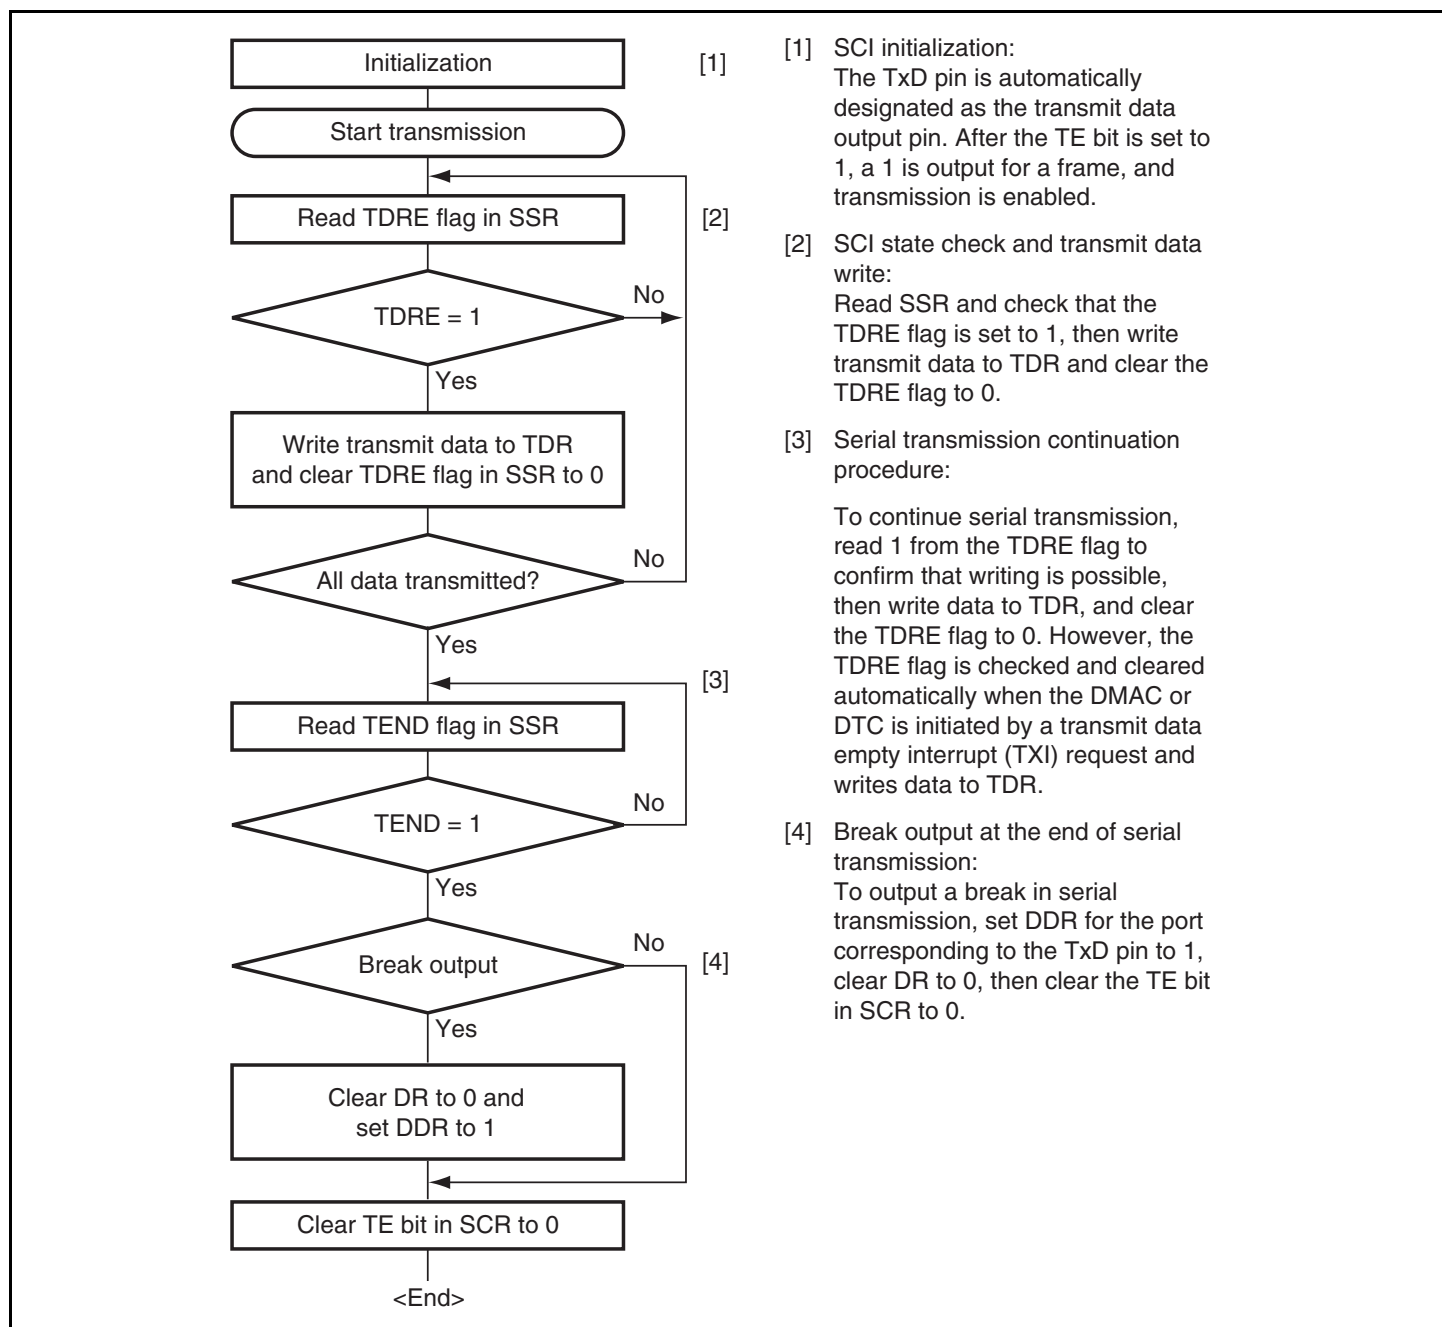 Initialization
[1]
Start transmission
Read TDRE flag in SSR
[2]
TDRE = 1
No
Yes
Write transmit data to TDR
and clear TDRE flag in SSR to 0
All data transmitted?
No
Yes
[3]
Read TEND flag in SSR
TEND = 1
No
Yes
Break output
No
[4]
Yes
Clear DR to 0 and
set DDR to 1
Clear TE bit in SCR to 0
<End>
[1] SCI initialization:
The TxD pin is automatically
designated as the transmit data
output pin. After the TE bit is set to
1, a 1 is output for a frame, and
transmission is enabled.
[2] SCI state check and transmit data
write:
Read SSR and check that the
TDRE flag is set to 1, then write
transmit data to TDR and clear the
TDRE flag to 0.
[3] Serial transmission continuation
procedure:
To continue serial transmission,
read 1 from the TDRE flag to
confirm that writing is possible,
then write data to TDR, and clear
the TDRE flag to 0. However, the
TDRE flag is checked and cleared
automatically when the DMAC or
DTC is initiated by a transmit data
empty interrupt (TXI) request and
writes data to TDR.
[4] Break output at the end of serial
transmission:
To output a break in serial
transmission, set DDR for the port
corresponding to the TxD pin to 1,
clear DR to 0, then clear the TE bit
in SCR to 0.